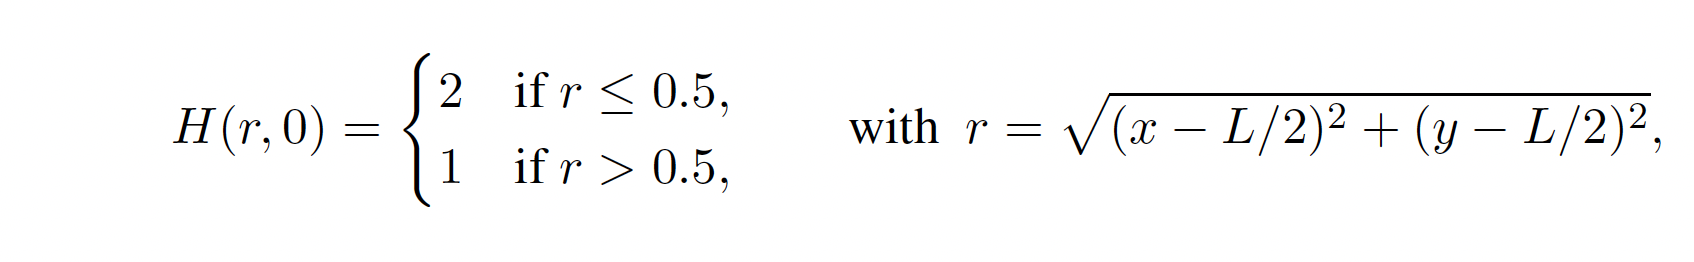 H(r, 0) = { 2 if r ≤ 0.5, 1 if r > 0.5, with r = √((x − L/2)² + (y − L/2)²),